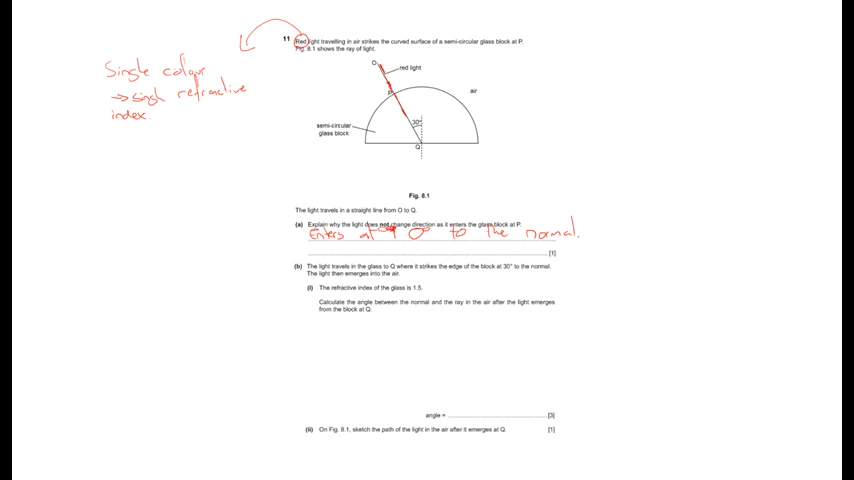 11 Red light travelling in air strikes the curved surface of a semi-circular glass block at P.
Fig. 8.1 shows the ray of light.
Single colour
→ single refractive
index.
O
red light
P
air
30°
semi-circular
glass block
Q
Fig. 8.1
The light travels in a straight line from O to Q.
(a) Explain why the light does not change direction as it enters the glass block at P.
Enters at 0° to the normal.
[1]
(b) The light travels in the glass to Q where it strikes the edge of the block at 30° to the normal.
The light then emerges into the air.
(i) The refractive index of the glass is 1.5.
Calculate the angle between the normal and the ray in the air after the light emerges
from the block at Q.
angle = ........................................ [3]
(ii) On Fig. 8.1, sketch the path of the light in the air after it emerges at Q. [1]